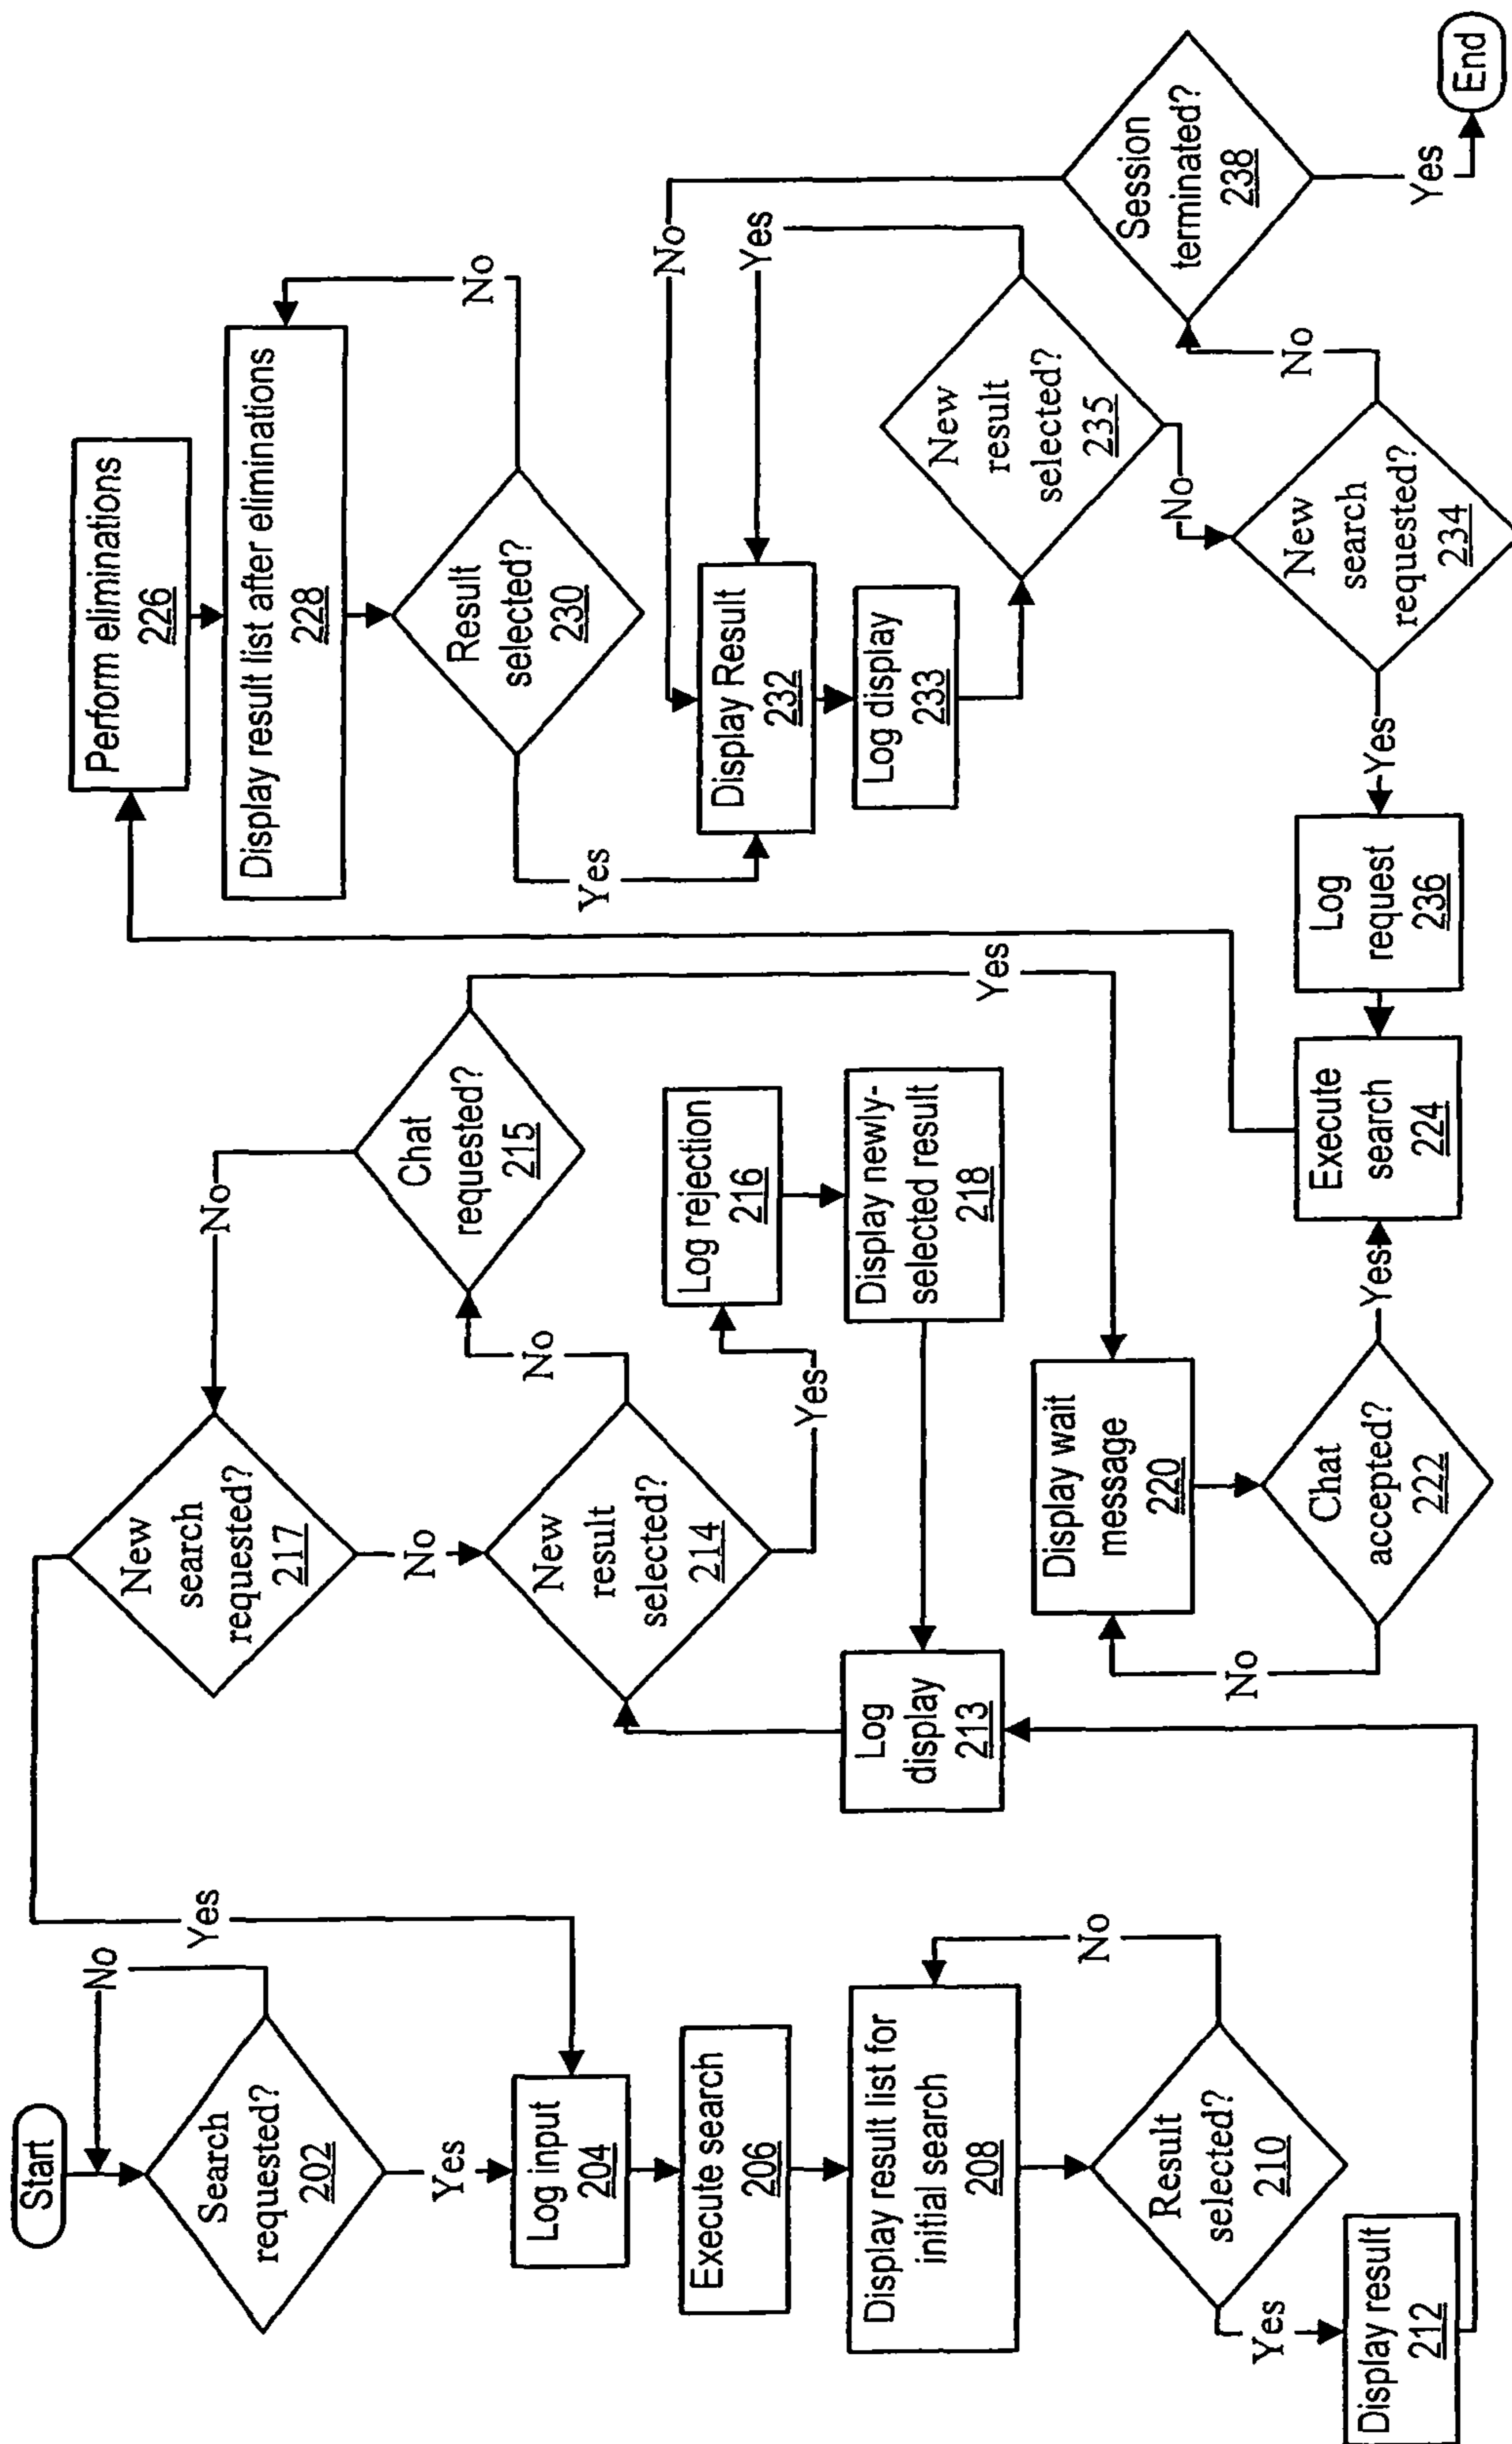 Start
No
Search
requested?
202
Yes
Log input
204
Execute search
206
Display result list for
initial search
208
No
Result
selected?
210
Yes
Display result
212
Yes
New
search
requested?
217
No
No
New
result
selected?
214
No
Yes
Chat
requested?
215
Yes
Log rejection
216
Display newly-
selected result
218
Log
display
213
Display wait
message
220
Chat
accepted?
222
No
Yes
Execute
search
224
Perform eliminations
226
Display result list after eliminations
228
Result
selected?
230
No
Yes
Display Result
232
Log display
233
New
result
selected?
235
Yes
No
No
New
search
requested?
234
Yes
No
Log
request
236
Session
terminated?
238
Yes
End